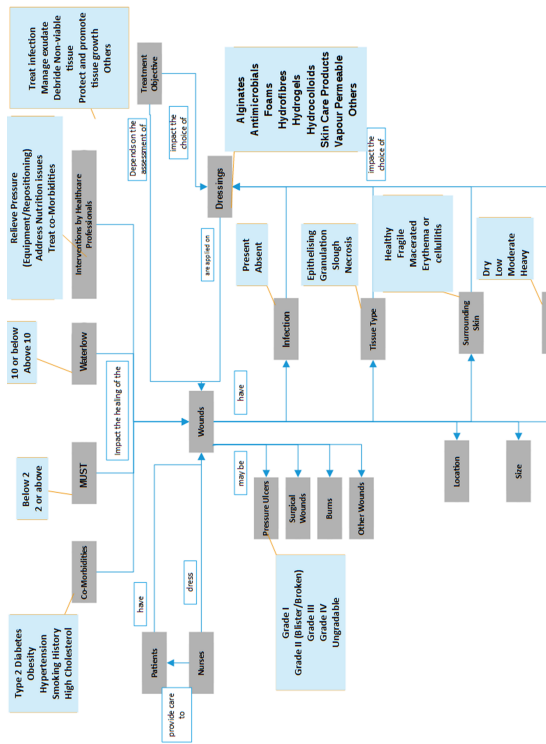 Type 2 Diabetes
Obesity
Hypertension
Smoking History
High Cholesterol
Co-Morbidities
Below 2
2 or above
MUST
10 or below
Above 10
Waterlow
Relieve Pressure
(Equipment/Repositioning)
Address Nutrition issues
Treat co-Morbidities
Interventions by Healthcare
Professionals
Treat infection
Manage exudate
Debride Non-viable
tissue
Protect and promote
tissue growth
Others
Treatment
Objective
Impact the healing of the
Depends on the
assessment of
impact the
choice of
Patients
have
provide care
to
Nurses
dress
Wounds
are applied on
Dressings
Alginates
Antimicrobials
Foams
Hydrofibres
Hydrogels
Hydrocolloids
Skin Care Products
Vapour Permeable
Others
may be
have
Pressure Ulcers
Surgical
Wounds
Burns
Other Wounds
Grade I
Grade II (Blister/Broken)
Grade III
Grade IV
Ungradable
Present
Absent
Infection
Epithelising
Granulation
Slough
Necrosis
Tissue Type
Healthy
Fragile
Macerated
Erythema or
cellulitis
Surrounding
Skin
impact the
choice of
Dry
Low
Moderate
Heavy
Location
Size